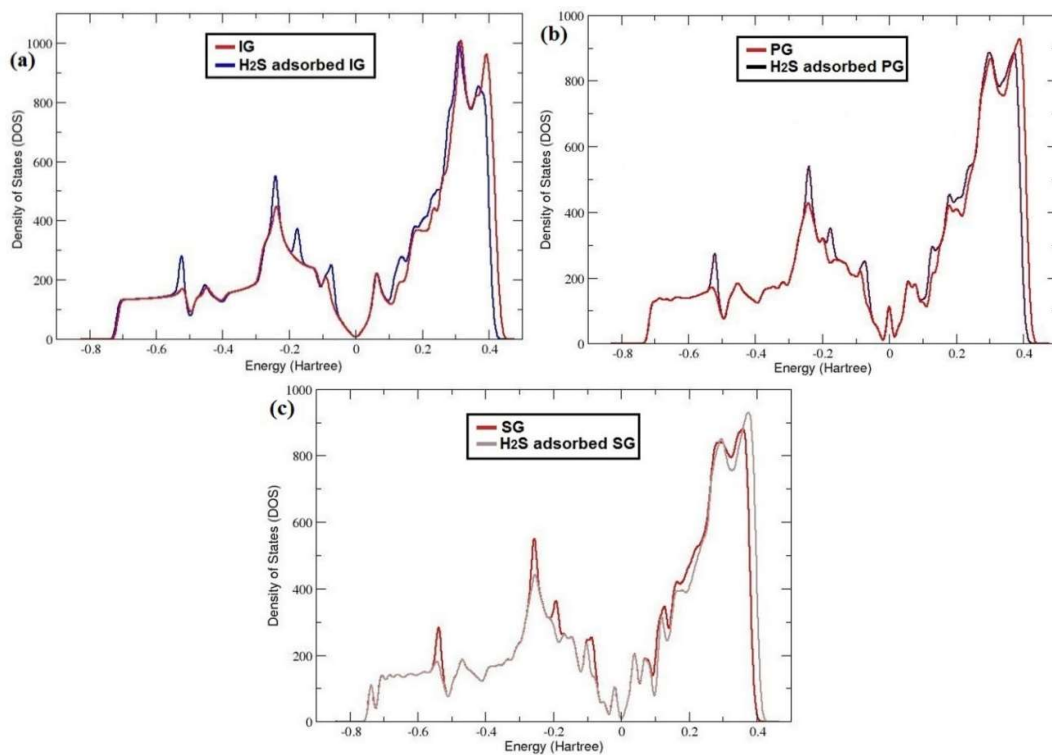 (a)
IG
H2S adsorbed IG
1000
800
600
400
200
0
Density of States (DOS)
-0.8 -0.6 -0.4 -0.2 0 0.2 0.4
Energy (Hartree)
(b)
PG
H2S adsorbed PG
1000
800
600
400
200
0
Density of States (DOS)
-0.8 -0.6 -0.4 -0.2 0 0.2 0.4
Energy (Hartree)
(c)
SG
H2S adsorbed SG
1000
800
600
400
200
0
Density of States (DOS)
-0.8 -0.6 -0.4 -0.2 0 0.2 0.4
Energy (Hartree)